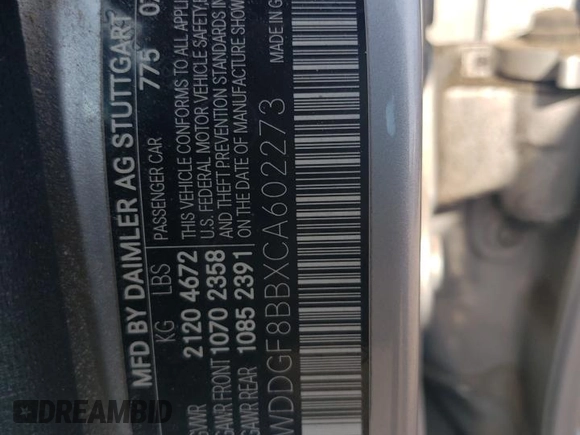 MFD BY DAIMLER AG STUTTGART
775
PASSENGER CAR
KG LBS
GVWR 2120 4672
GAWR FRONT 1070 2358
GAWR REAR 1085 2391
THIS VEHICLE CONFORMS TO ALL
U.S. FEDERAL MOTOR VEHICLE SAFETY,
AND THEFT PREVENTION STANDARDS IN
ON THE DATE OF MANUFACTURE SHOWN
MADE IN
WDDGF8BBXCA602273
DREAMBID